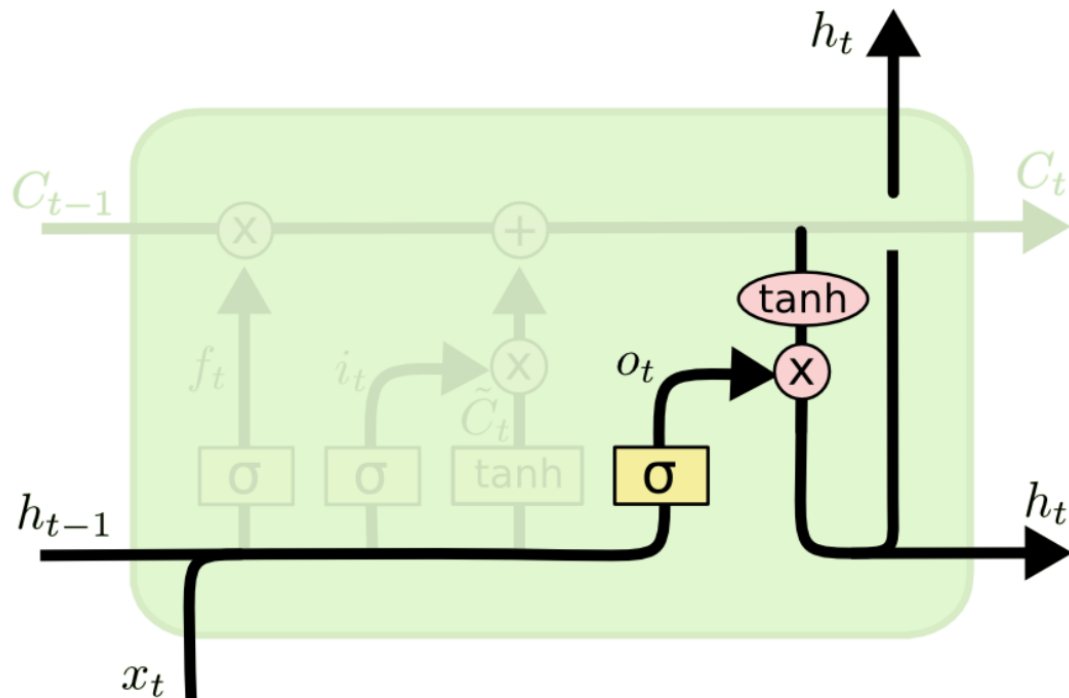 h_t
C_{t-1}
C_t
x
+
tanh
f_t
i_t
x
o_t
x
C̃_t
σ
σ
tanh
σ
h_{t-1}
h_t
x_t